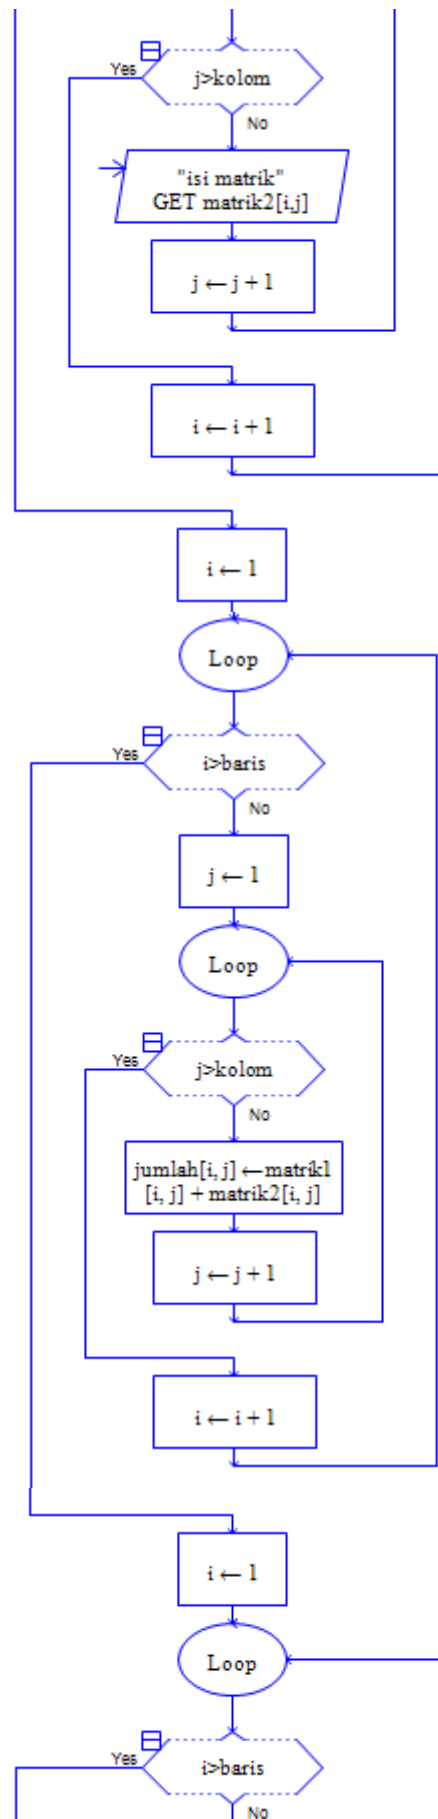 Yes
j>kolom
No
"isi matrik"
GET matrik2[i,j]
j ← j + 1
i ← i + 1
i ← 1
Loop
Yes
i>baris
No
j ← 1
Loop
Yes
j>kolom
No
jumlah[i, j] ←matrik1
[i, j] + matrik2[i, j]
j ← j + 1
i ← i + 1
i ← 1
Loop
Yes
i>baris
No